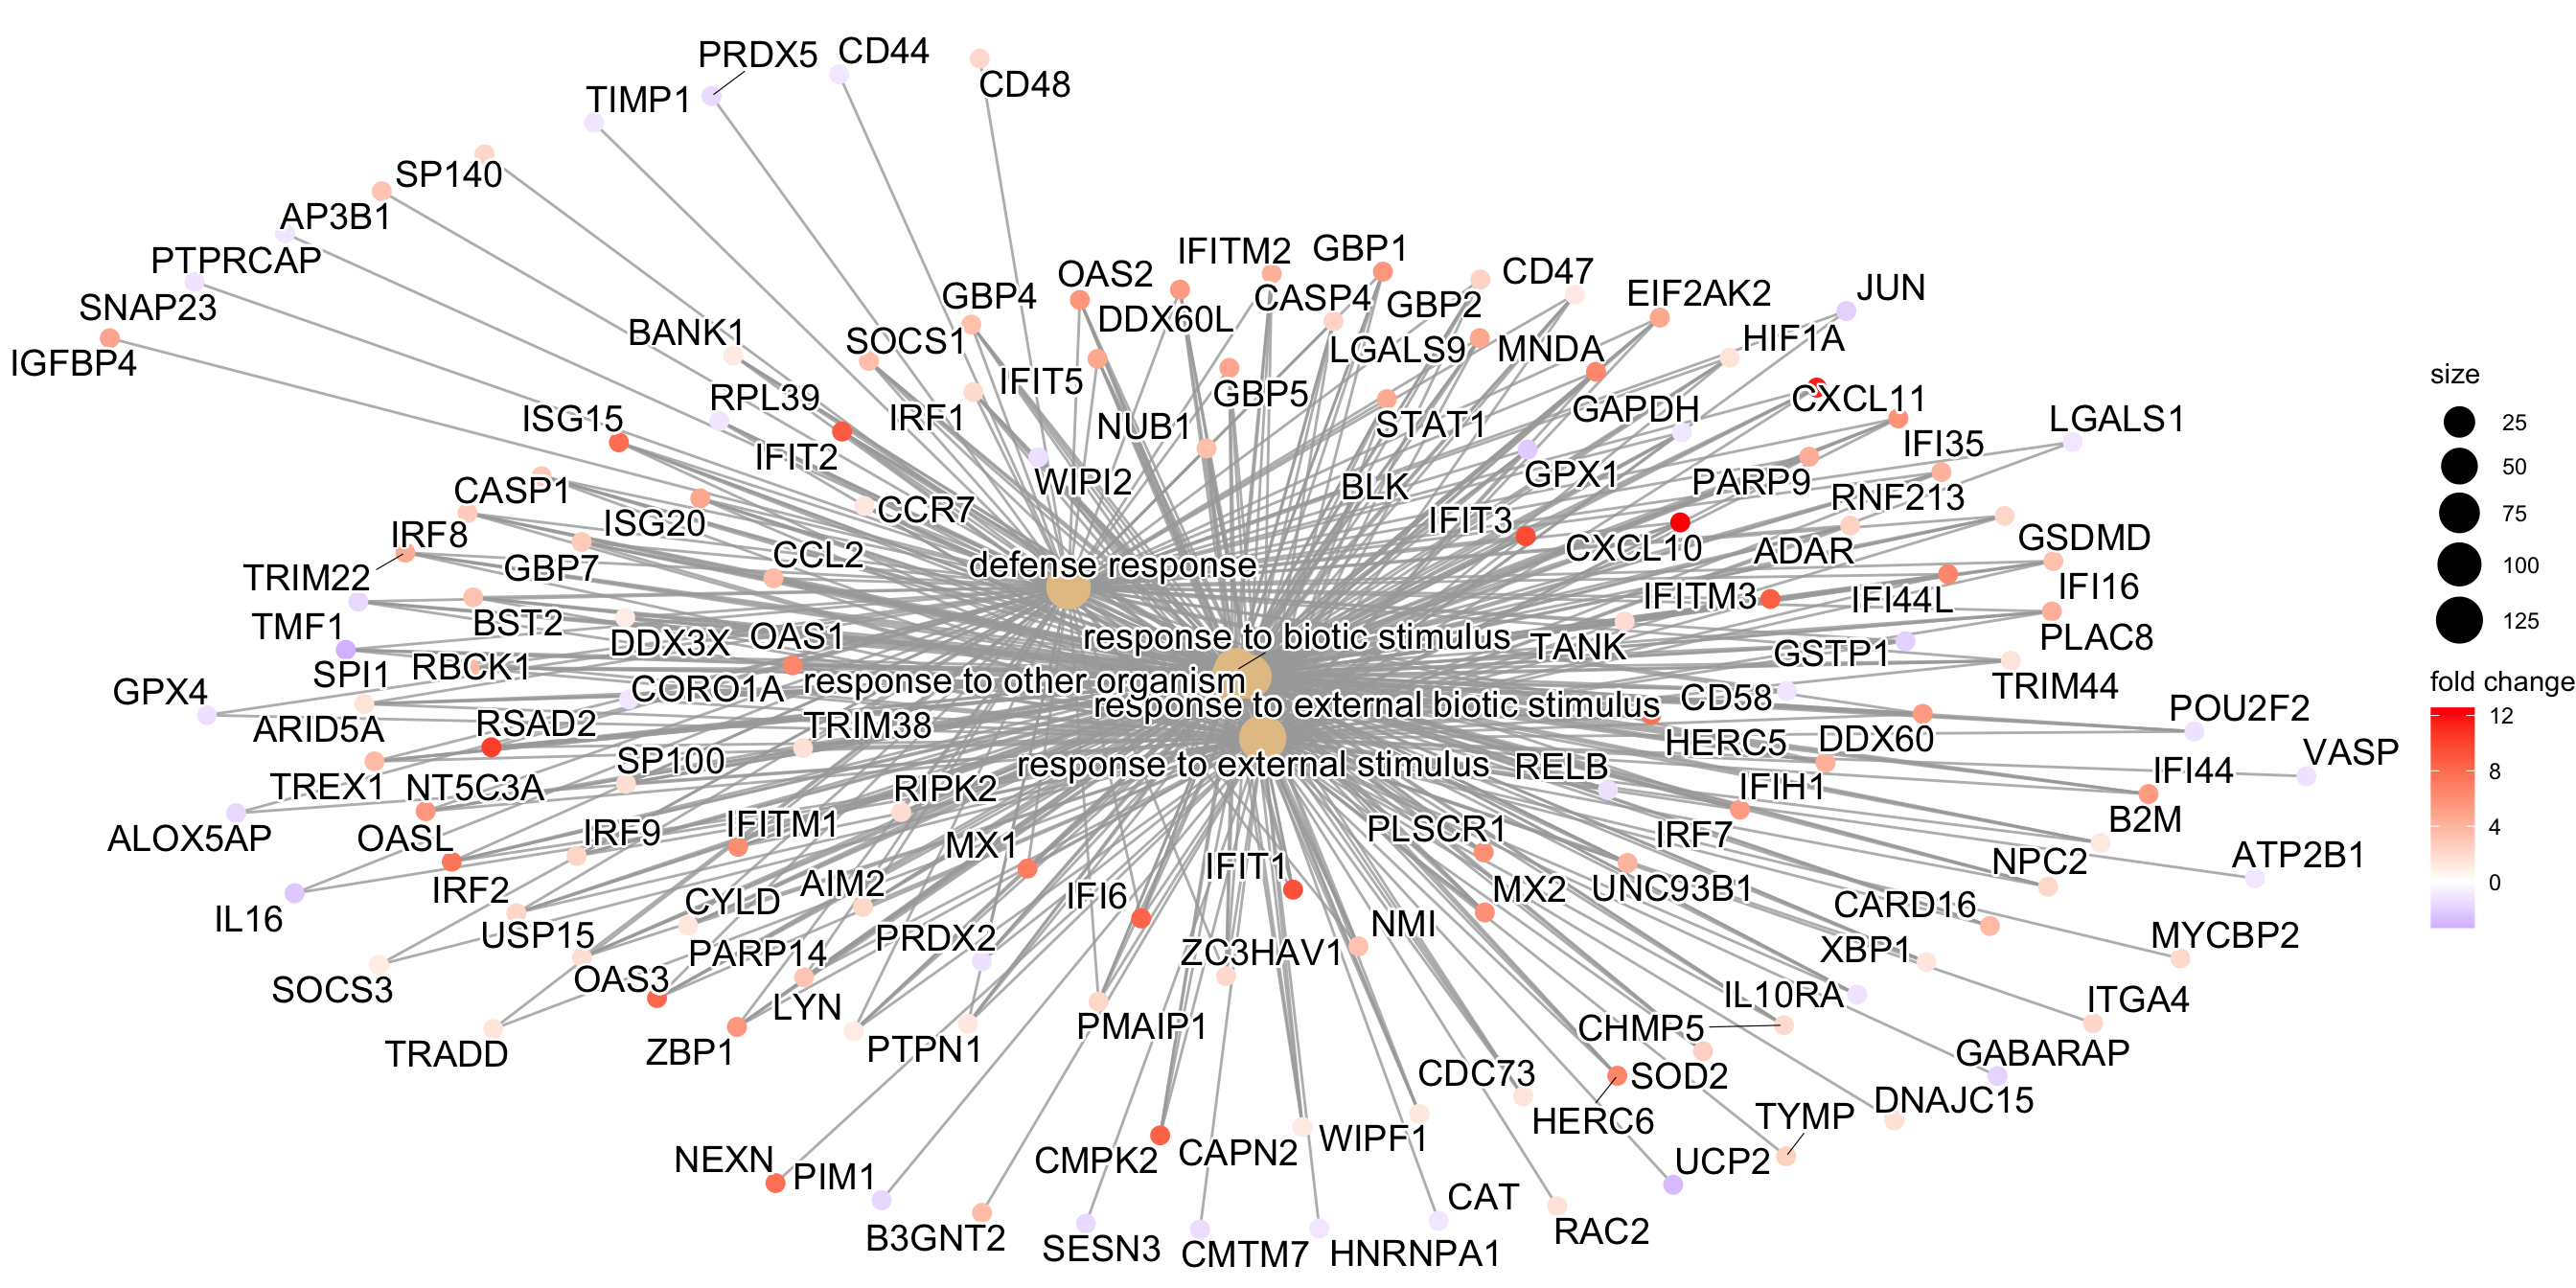 PRDX5
CD44
CD48
TIMP1
SP140
AP3B1
PTPRCAP
SNAP23
IGFBP4
IFITM2
GBP1
OAS2
CD47
GBP4
CASP4
GBP2
EIF2AK2
JUN
DDX60L
BANK1
SOCS1
LGALS9
MNDA
HIF1A
IFIT5
GBP5
RPL39
IRF1
CXCL11
ISG15
NUB1
STAT1
GAPDH
LGALS1
IFIT2
IFI35
WIPI2
BLK
GPX1
PARP9
RNF213
CASP1
ISG20
CCR7
IFIT3
IRF8
CXCL10
ADAR
GSDMD
TRIM22
GBP7
CCL2
defense response
IFITM3
IFI44L
IFI16
TMF1
BST2
DDX3X
OAS1
response to biotic stimulus
TANK
GSTP1
PLAC8
SPI1
RBCK1
CORO1A
response to other organism
GPX4
response to external biotic stimulus
CD58
TRIM44
POU2F2
ARID5A
RSAD2
TRIM38
HERC5
DDX60
VASP
TREX1
NT5C3A
SP100
response to external stimulus
RELB
IFIH1
IFI44
RIPK2
ALOX5AP
OASL
IRF9
IFITM1
MX1
PLSCR1
IRF7
B2M
IFIT1
NPC2
ATP2B1
IRF2
CYLD
AIM2
IFI6
MX2
UNC93B1
IL16
USP15
PARP14
PRDX2
NMI
CARD16
ZC3HAV1
XBP1
MYCBP2
SOCS3
OAS3
LYN
IL10RA
ITGA4
TRADD
ZBP1
PTPN1
PMAIP1
CHMP5
GABARAP
CDC73
SOD2
HERC6
TYMP
DNAJC15
NEXN
PIM1
CMPK2
CAPN2
WIPF1
UCP2
B3GNT2
SESN3
CMTM7
HNRNPA1
CAT
RAC2
size
25
50
75
100
125
fold change
12
8
4
0